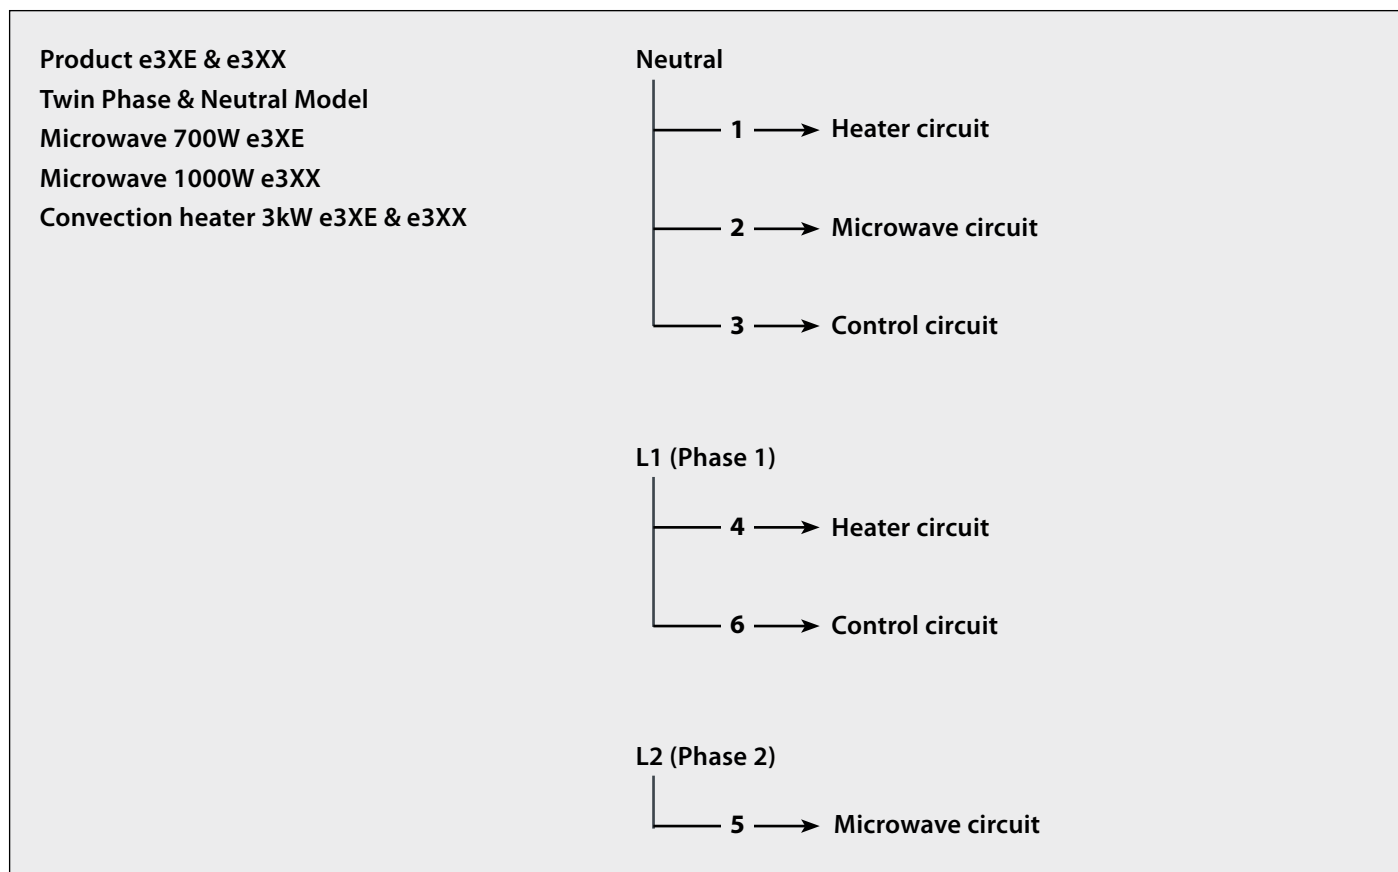 Product e3XE & e3XX
Twin Phase & Neutral Model
Microwave 700W e3XE
Microwave 1000W e3XX
Convection heater 3kW e3XE & e3XX
Neutral
1 Heater circuit
2 Microwave circuit
3 Control circuit
L1 (Phase 1)
4 Heater circuit
6 Control circuit
L2 (Phase 2)
5 Microwave circuit